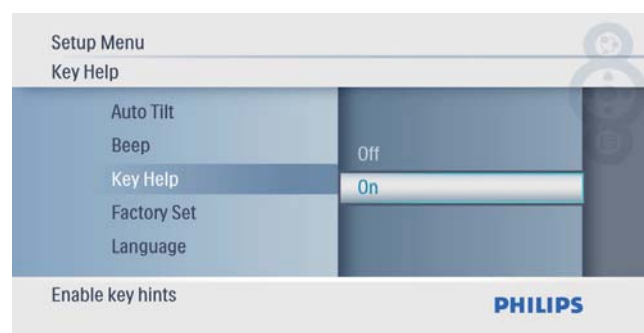 Setup Menu
Key Help
Auto Tilt
Beep
Key Help
Factory Set
Language
Off
On
Enable key hints
PHILIPS